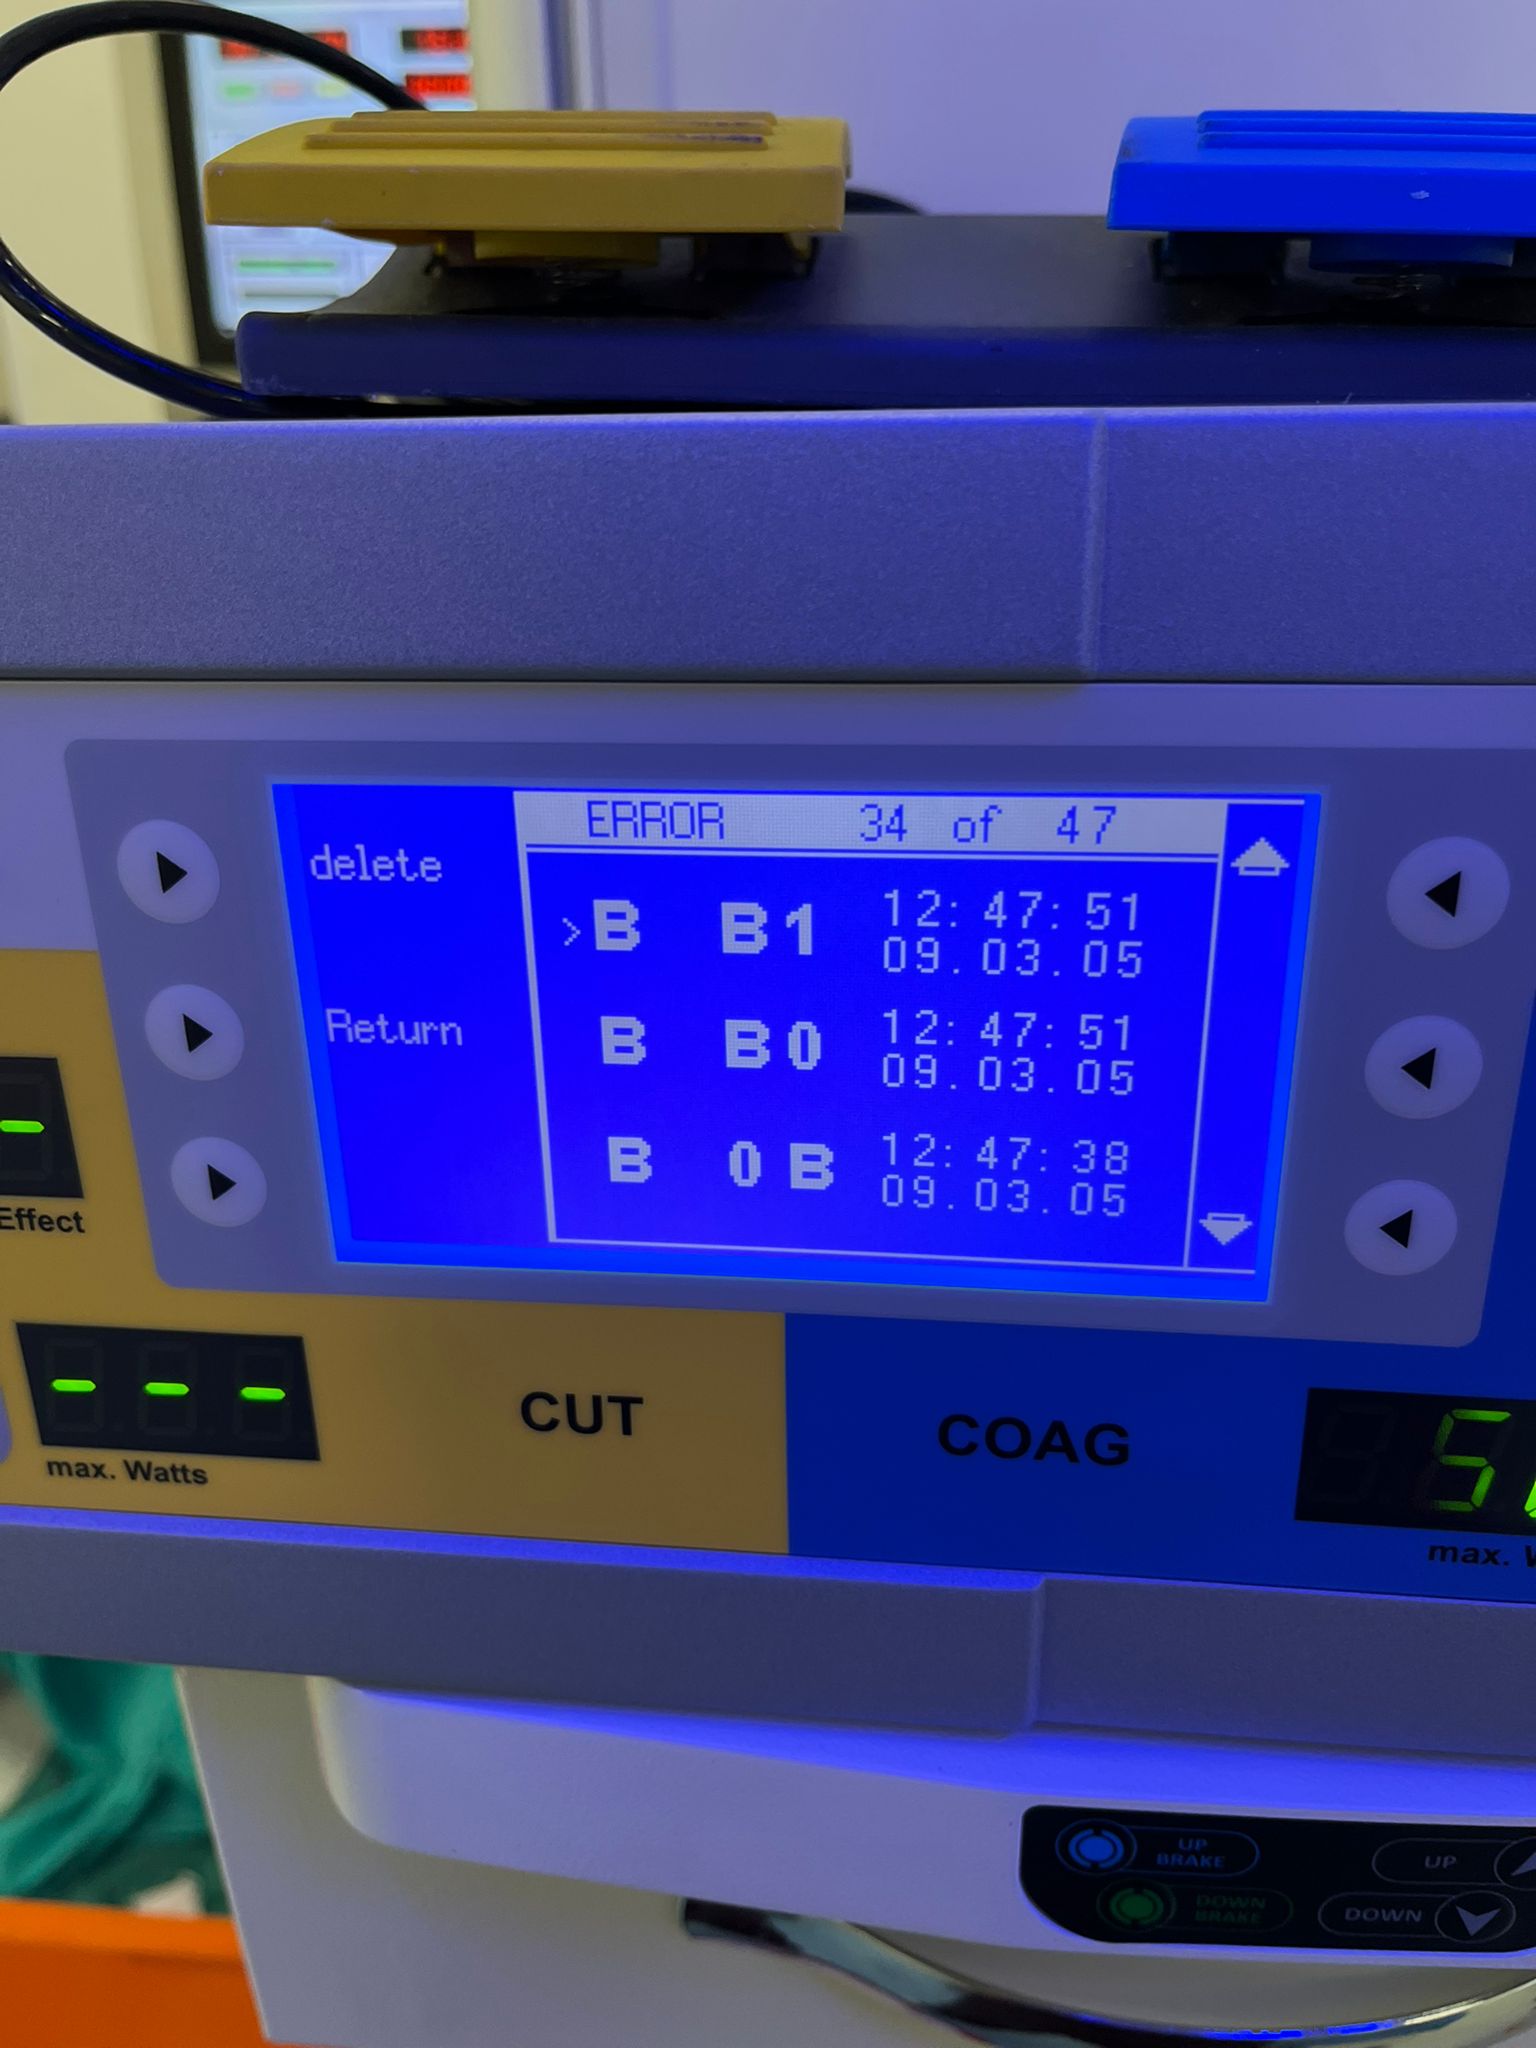 ERROR 34 of 47
delete
>B B1 12:47:51
09.03.05
Return
B B0 12:47:51
09.03.05
B 0B 12:47:38
09.03.05
Effect
- - -
max. Watts
CUT
COAG
5
max.
UP
BRAKE
UP
DOWN
BRAKE
DOWN